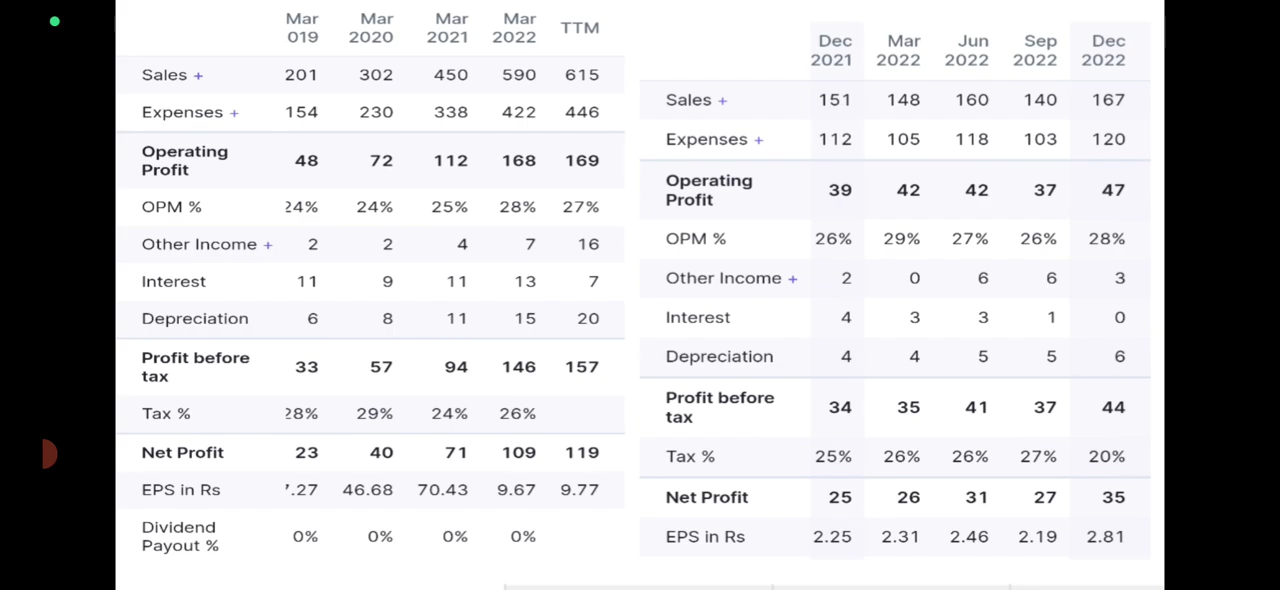 Mar 019 Mar 2020 Mar 2021 Mar 2022 TTM
Sales + 201 302 450 590 615
Expenses + 154 230 338 422 446
Operating Profit 48 72 112 168 169
OPM % 24% 24% 25% 28% 27%
Other Income + 2 2 4 7 16
Interest 11 9 11 13 7
Depreciation 6 8 11 15 20
Profit before tax 33 57 94 146 157
Tax % 28% 29% 24% 26%
Net Profit 23 40 71 109 119
EPS in Rs 7.27 46.68 70.43 9.67 9.77
Dividend Payout % 0% 0% 0% 0%
Dec 2021 Mar 2022 Jun 2022 Sep 2022 Dec 2022
Sales + 151 148 160 140 167
Expenses + 112 105 118 103 120
Operating Profit 39 42 42 37 47
OPM % 26% 29% 27% 26% 28%
Other Income + 2 0 6 6 3
Interest 4 3 3 1 0
Depreciation 4 4 5 5 6
Profit before tax 34 35 41 37 44
Tax % 25% 26% 26% 27% 20%
Net Profit 25 26 31 27 35
EPS in Rs 2.25 2.31 2.46 2.19 2.81